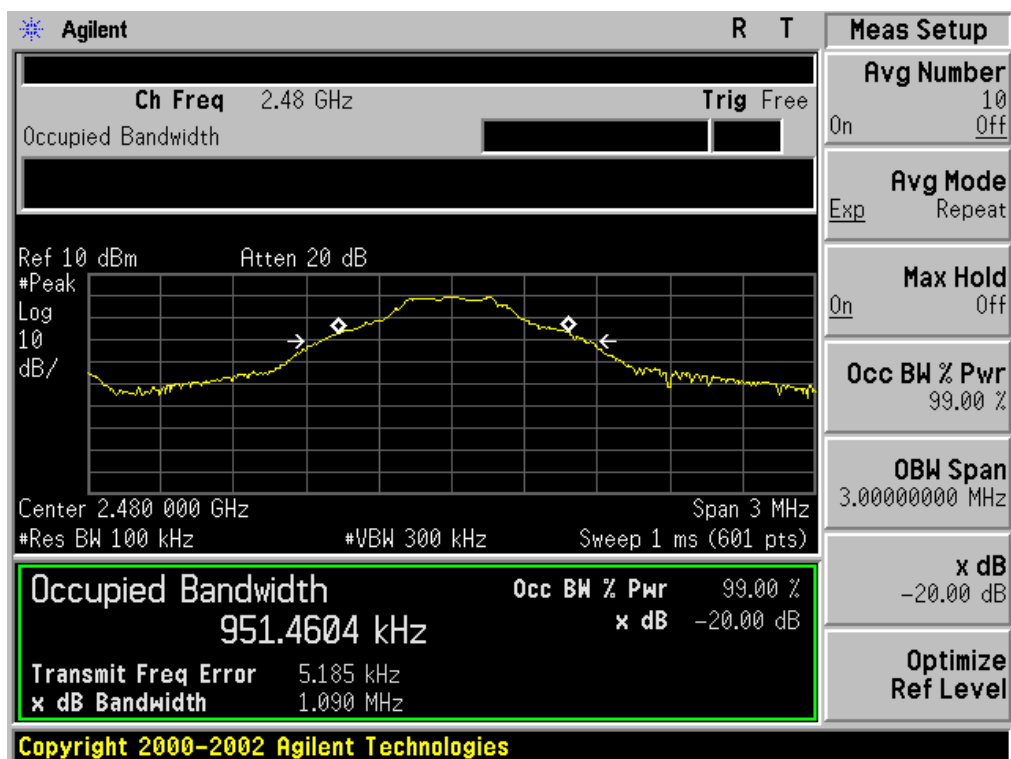 Agilent
R T
Meas Setup
Ch Freq 2.48 GHz
Trig Free
Occupied Bandwidth
Avg Number
10
On Off
Avg Mode
Exp Repeat
Max Hold
On Off
Occ BW % Pwr
99.00 %
OBW Span
3.00000000 MHz
x dB
-20.00 dB
Optimize
Ref Level
Ref 10 dBm Atten 20 dB
#Peak
Log
10
dB/
Center 2.480 000 GHz Span 3 MHz
#Res BW 100 kHz #VBW 300 kHz Sweep 1 ms (601 pts)
Occupied Bandwidth
951.4604 kHz
Occ BW % Pwr 99.00 %
x dB -20.00 dB
Transmit Freq Error 5.185 kHz
x dB Bandwidth 1.090 MHz
Copyright 2000-2002 Agilent Technologies